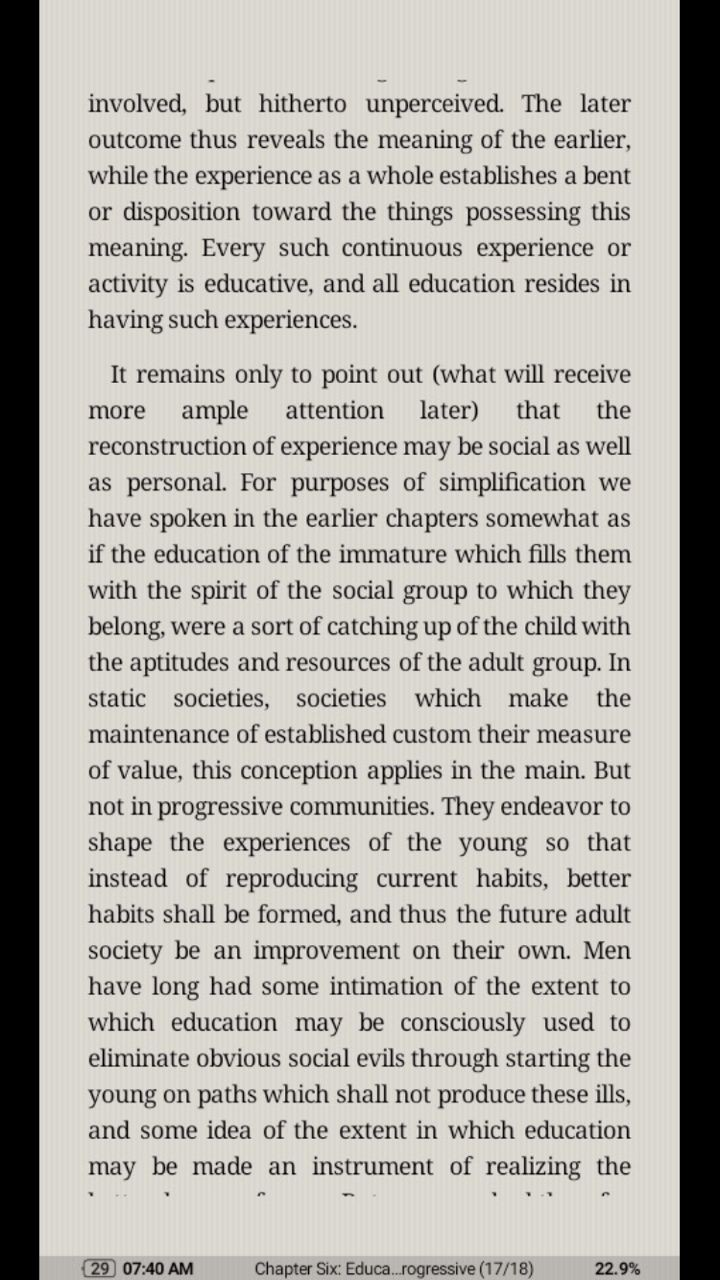 involved, but hitherto unperceived. The later
outcome thus reveals the meaning of the earlier,
while the experience as a whole establishes a bent
or disposition toward the things possessing this
meaning. Every such continuous experience or
activity is educative, and all education resides in
having such experiences.
It remains only to point out (what will receive
more ample attention later) that the
reconstruction of experience may be social as well
as personal. For purposes of simplification we
have spoken in the earlier chapters somewhat as
if the education of the immature which fills them
with the spirit of the social group to which they
belong, were a sort of catching up of the child with
the aptitudes and resources of the adult group. In
static societies, societies which make the
maintenance of established custom their measure
of value, this conception applies in the main. But
not in progressive communities. They endeavor to
shape the experiences of the young so that
instead of reproducing current habits, better
habits shall be formed, and thus the future adult
society be an improvement on their own. Men
have long had some intimation of the extent to
which education may be consciously used to
eliminate obvious social evils through starting the
young on paths which shall not produce these ills,
and some idea of the extent in which education
may be made an instrument of realizing the
29 07:40 AM Chapter Six: Educa...rogressive (17/18) 22.9%